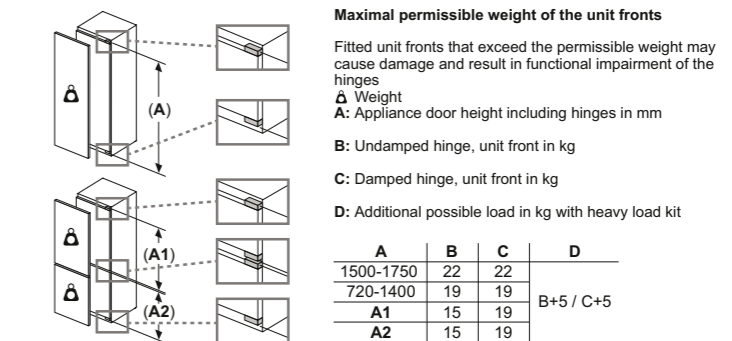 Maximal permissible weight of the unit fronts
Fitted unit fronts that exceed the permissible weight may
cause damage and result in functional impairment of the
hinges
Weight
A: Appliance door height including hinges in mm
B: Undamped hinge, unit front in kg
C: Damped hinge, unit front in kg
D: Additional possible load in kg with heavy load kit
(A)
(A1)
(A2)
A B C D
1500-1750 22 22
720-1400 19 19
B+5 / C+5
A1 15 19
A2 15 19